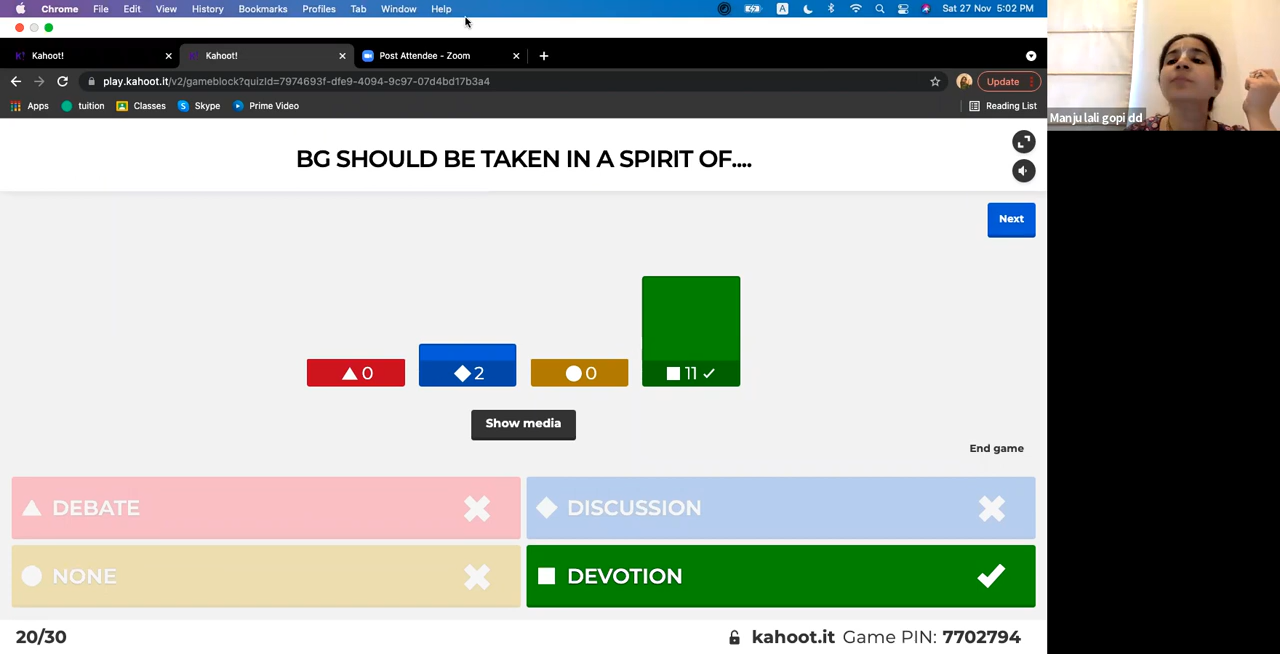 Chrome File Edit View History Bookmarks Profiles Tab Window Help A Sat 27 Nov 5:02 PM
K! Kahoot! Kahoot! Post Attendee - Zoom
play.kahoot.it/v2/gameblock?quizId=7974693f-dfe9-4094-9c97-07d4bd17b3a4 Update
Apps tuition Classes Skype Prime Video Reading List
Manju lali gopi dd
BG SHOULD BE TAKEN IN A SPIRIT OF....
Next
0 2 0 11
Show media
End game
DEBATE DISCUSSION
NONE DEVOTION
20/30 kahoot.it Game PIN: 7702794